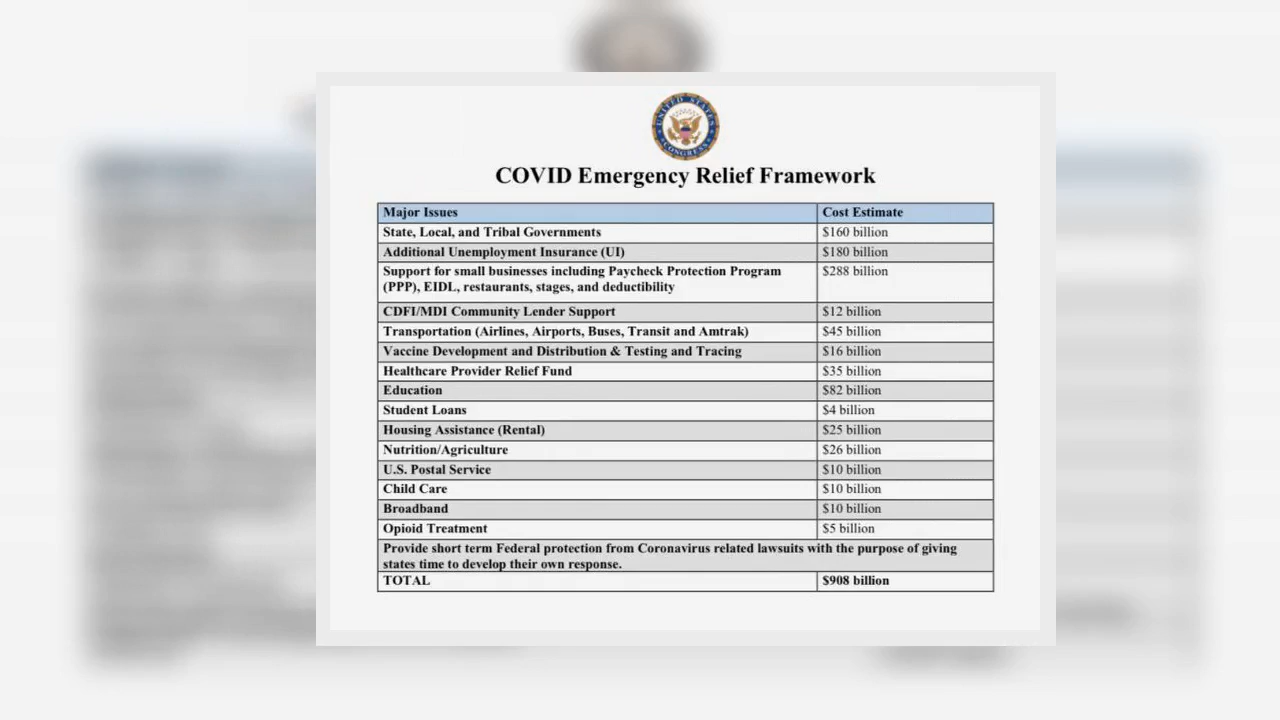 UNITED STATES
CONGRESS
COVID Emergency Relief Framework
Major Issues Cost Estimate
State, Local, and Tribal Governments $160 billion
Additional Unemployment Insurance (UI) $180 billion
Support for small businesses including Paycheck Protection Program $288 billion
(PPP), EIDL, restaurants, stages, and deductibility
CDFI/MDI Community Lender Support $12 billion
Transportation (Airlines, Airports, Buses, Transit and Amtrak) $45 billion
Vaccine Development and Distribution & Testing and Tracing $16 billion
Healthcare Provider Relief Fund $35 billion
Education $82 billion
Student Loans $4 billion
Housing Assistance (Rental) $25 billion
Nutrition/Agriculture $26 billion
U.S. Postal Service $10 billion
Child Care $10 billion
Broadband $10 billion
Opioid Treatment $5 billion
Provide short term Federal protection from Coronavirus related lawsuits with the purpose of giving
states time to develop their own response.
TOTAL $908 billion